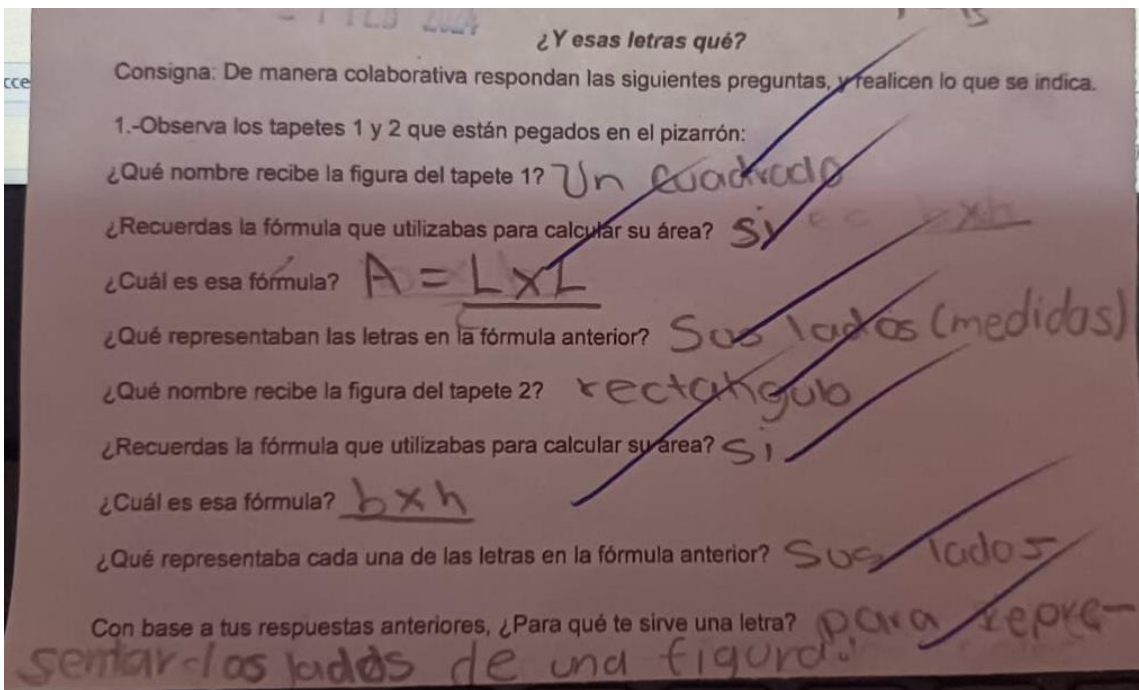 FEB 2024
15
¿Y esas letras qué?
cce
Consigna: De manera colaborativa respondan las siguientes preguntas, y realicen lo que se indica.
1.-Observa los tapetes 1 y 2 que están pegados en el pizarrón:
¿Qué nombre recibe la figura del tapete 1? Un cuadrado
¿Recuerdas la fórmula que utilizabas para calcular su área? Si bxh
¿Cuál es esa fórmula? A = L x L
¿Qué representaban las letras en la fórmula anterior? Sus lados (medidas)
¿Qué nombre recibe la figura del tapete 2? rectangulo
¿Recuerdas la fórmula que utilizabas para calcular su área? Si
¿Cuál es esa fórmula? b x h
¿Qué representaba cada una de las letras en la fórmula anterior? Sus lados
Con base a tus respuestas anteriores, ¿Para qué te sirve una letra? para repre-
sentar los lados de una figura.